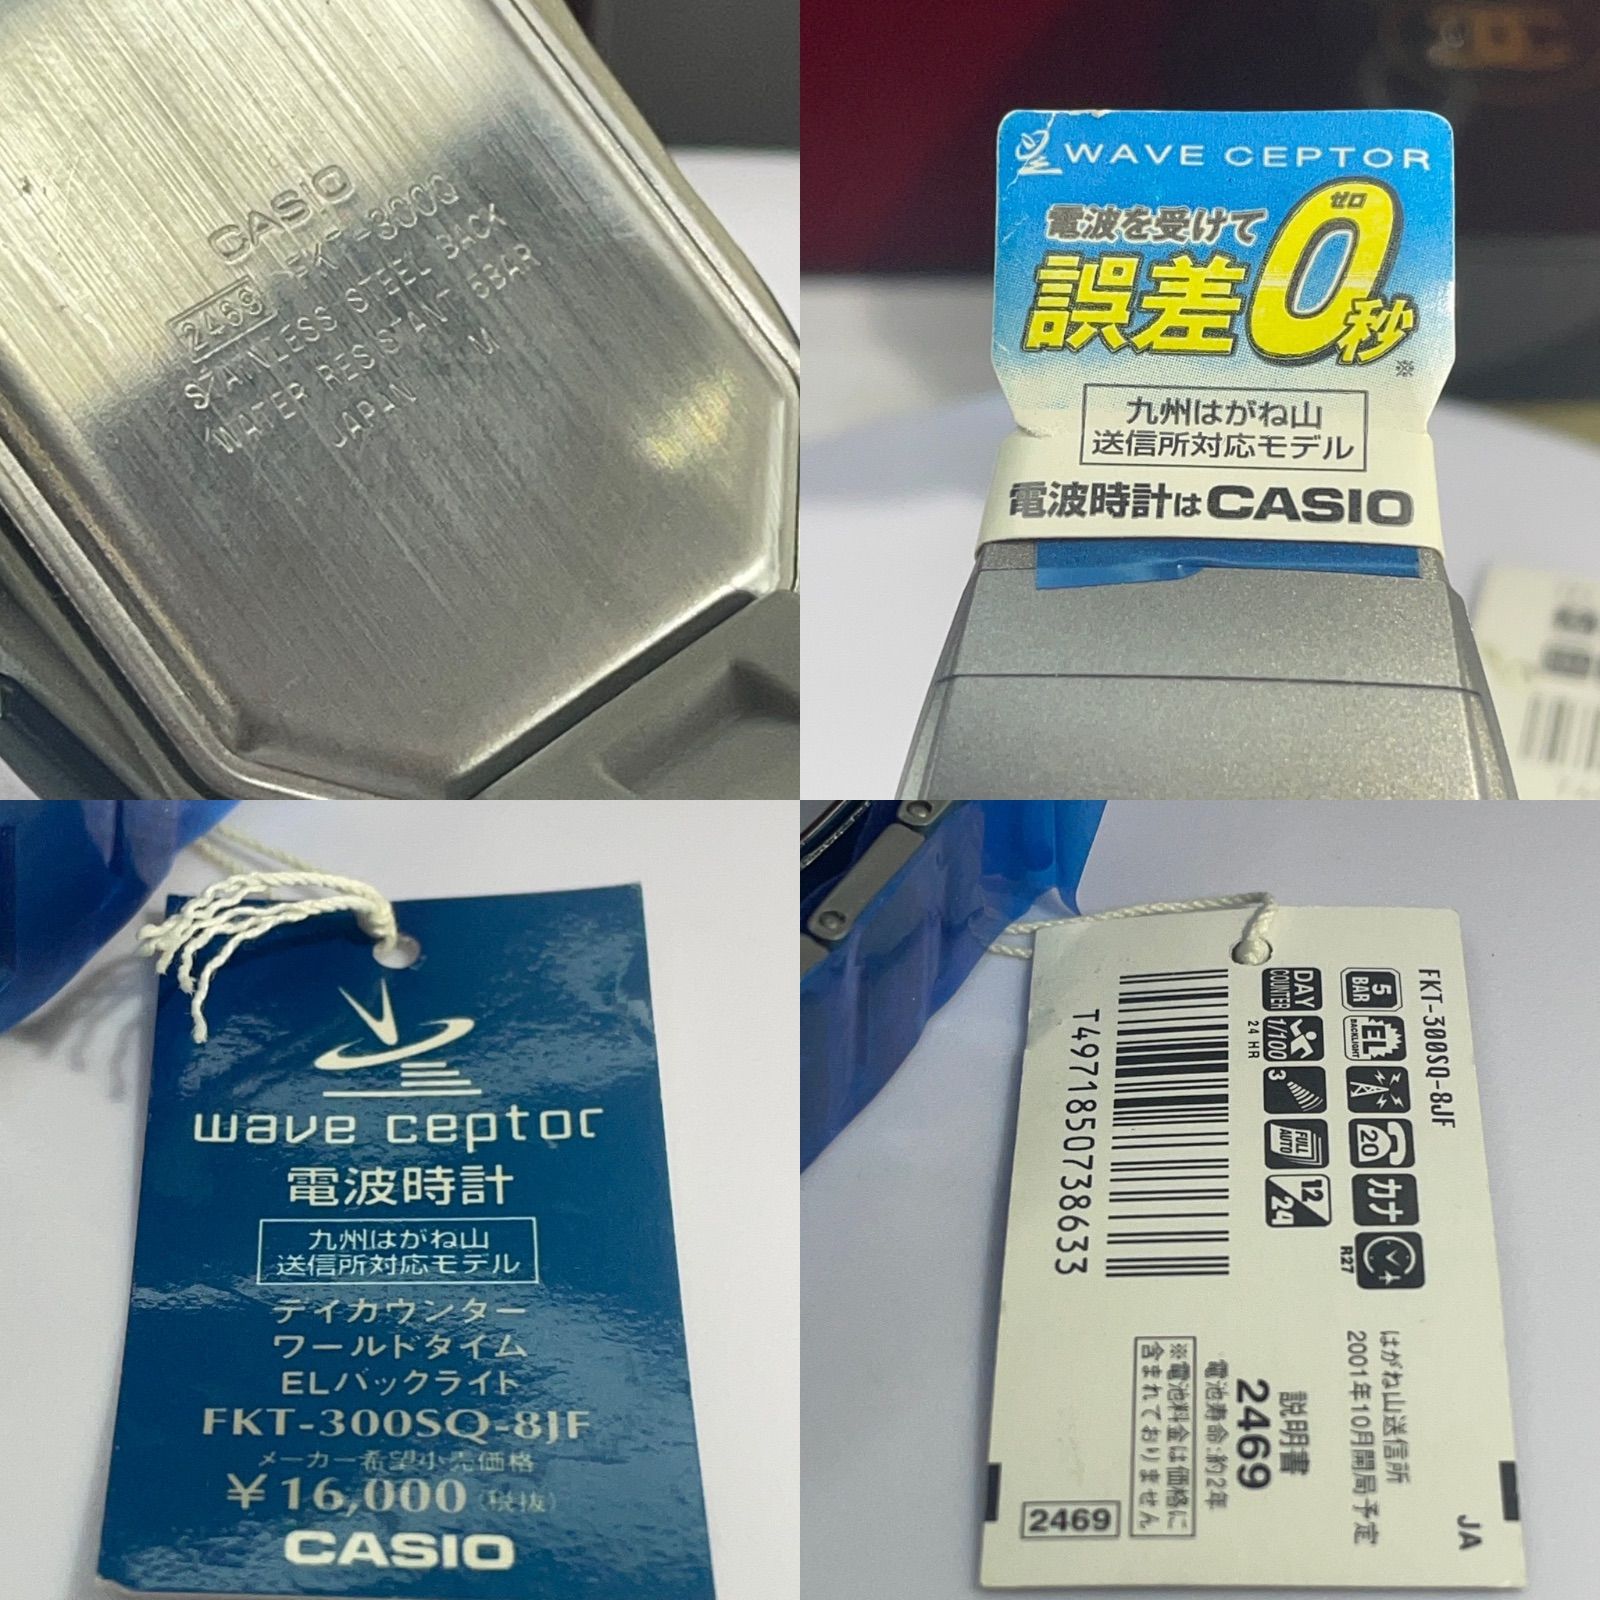 CASIO
2469 FKT-300Q
STAINLESS STEEL BACK
WATER RESISTANT 5BAR
JAPAN M
WAVE CEPTOR
電波を受けて
ゼロ
誤差0秒※
九州はがね山
送信所対応モデル
電波時計はCASIO
wave ceptor
電波時計
九州はがね山
送信所対応モデル
デイカウンター
ワールドタイム
ELバックライト
FKT-300SQ-8JF
メーカー希望小売価格
¥16,000(税抜)
CASIO
FKT-300SQ-8JF
5 BAR
EL BACKLIGHT
20
カナ
R27
DAY COUNTER
1/100
24 HR
3
FULL AUTO
12/24
T4971850738633
はがね山送信所
2001年10月開局予定
説明書
2469
電池寿命:約2年
※電池料金は価格に
含まれておりません
2469
JA